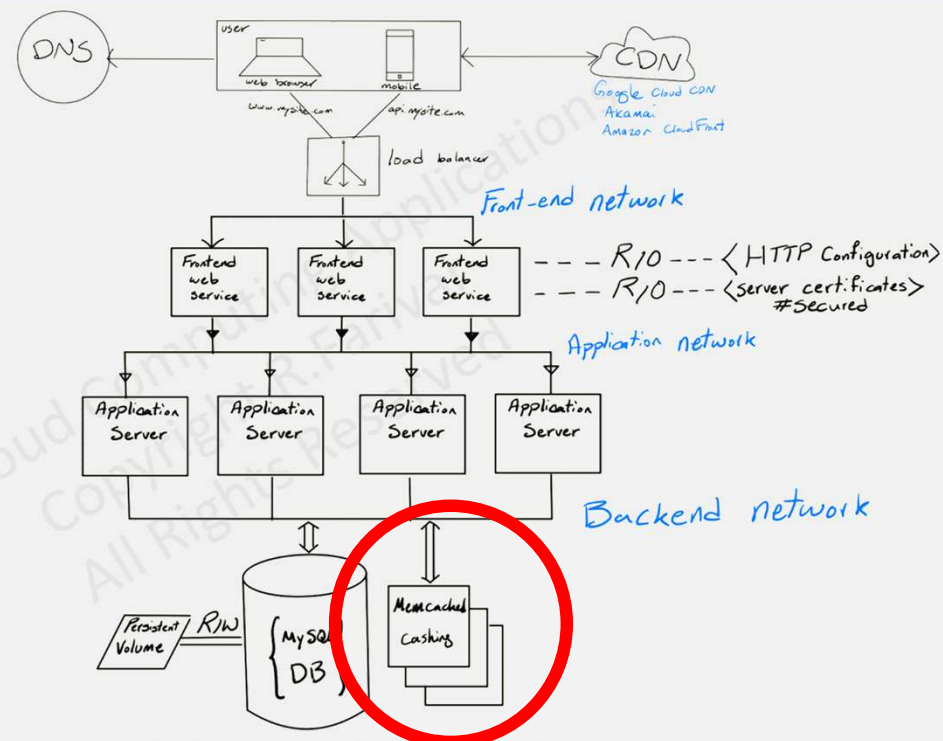 DNS
user
web browser
mobile
CDN
Google Cloud CDN
Akamai
Amazon CloudFront
www.mysite.com
api.mysite.com
load balancer
Front-end network
Frontend
web
service
Frontend
web
service
Frontend
web
service
--- R/O --- <HTTP Configuration>
--- R/O --- <server certificates>
#Secured
Application network
Application
Server
Application
Server
Application
Server
Application
Server
Backend network
Persistent
Volume
R/W
{MySQL
DB}
Memcached
Cashing
Cloud Computing Applications
Copyright R. Farivar
All Rights Reserved